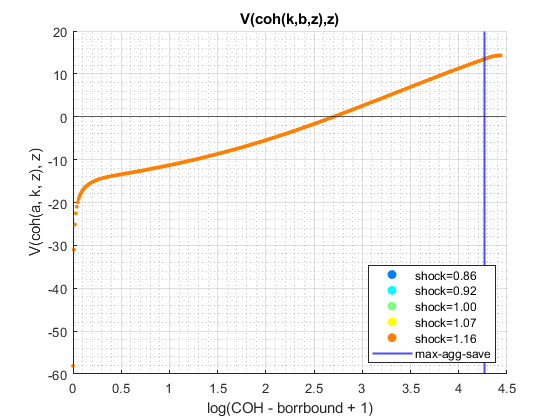 V(coh(k,b,z),z)
20
10
0
-10
-20
-30
-40
-50
-60
V(coh(a, k, z), z)
shock=0.86
shock=0.92
shock=1.00
shock=1.07
shock=1.16
max-agg-save
0 0.5 1 1.5 2 2.5 3 3.5 4 4.5
log(COH - borrbound + 1)